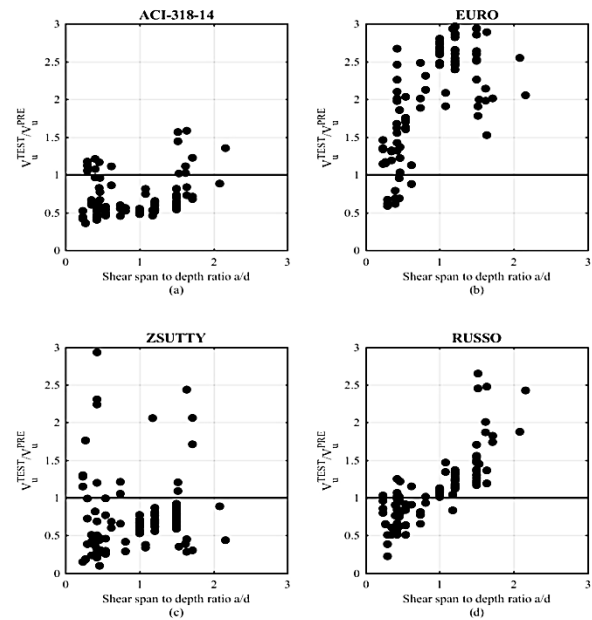 ACI-318-14
3
2.5
2
1.5
1
0.5
0
V_u^TEST/V_u^PRE
0 1 2 3
Shear span to depth ratio a/d
(a)
EURO
3
2.5
2
1.5
1
0.5
0
V_u^TEST/V_u^PRE
0 1 2 3
Shear span to depth ratio a/d
(b)
ZSUTTY
3
2.5
2
1.5
1
0.5
0
V_u^TEST/V_u^PRE
0 1 2 3
Shear span to depth ratio a/d
(c)
RUSSO
3
2.5
2
1.5
1
0.5
0
V_u^TEST/V_u^PRE
0 1 2 3
Shear span to depth ratio a/d
(d)